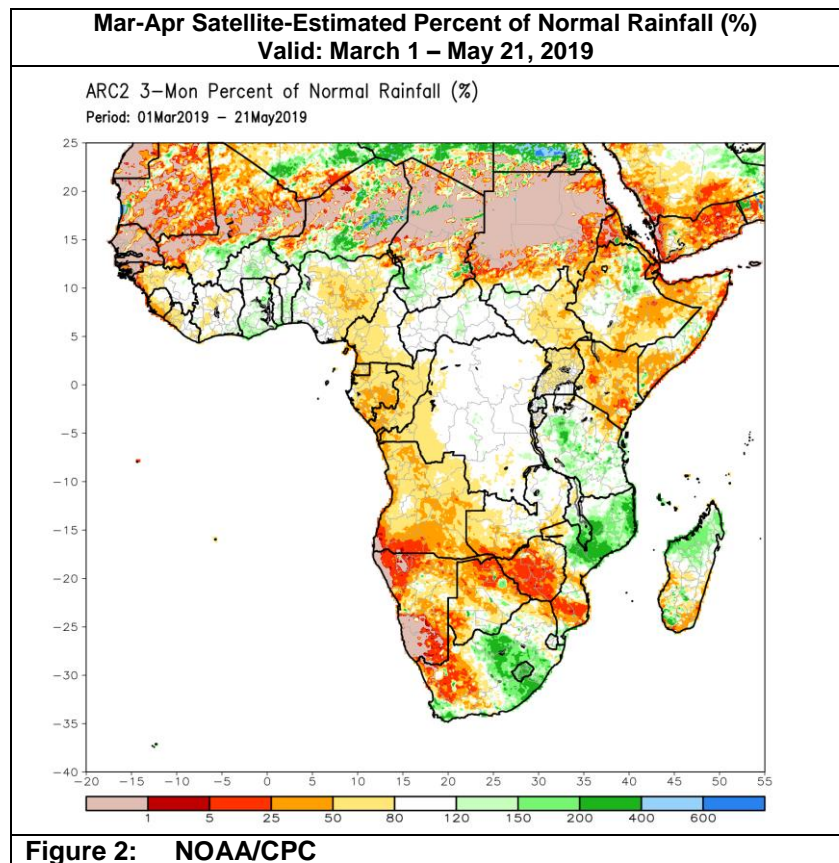 Mar-Apr Satellite-Estimated Percent of Normal Rainfall (%)
Valid: March 1 – May 21, 2019
ARC2 3-Mon Percent of Normal Rainfall (%)
Period: 01Mar2019 – 21May2019
25
20
15
10
5
0
-5
-10
-15
-20
-25
-30
-35
-40
-20 -15 -10 -5 0 5 10 15 20 25 30 35 40 45 50 55
1 5 25 50 80 120 150 200 400 600
Figure 2: NOAA/CPC